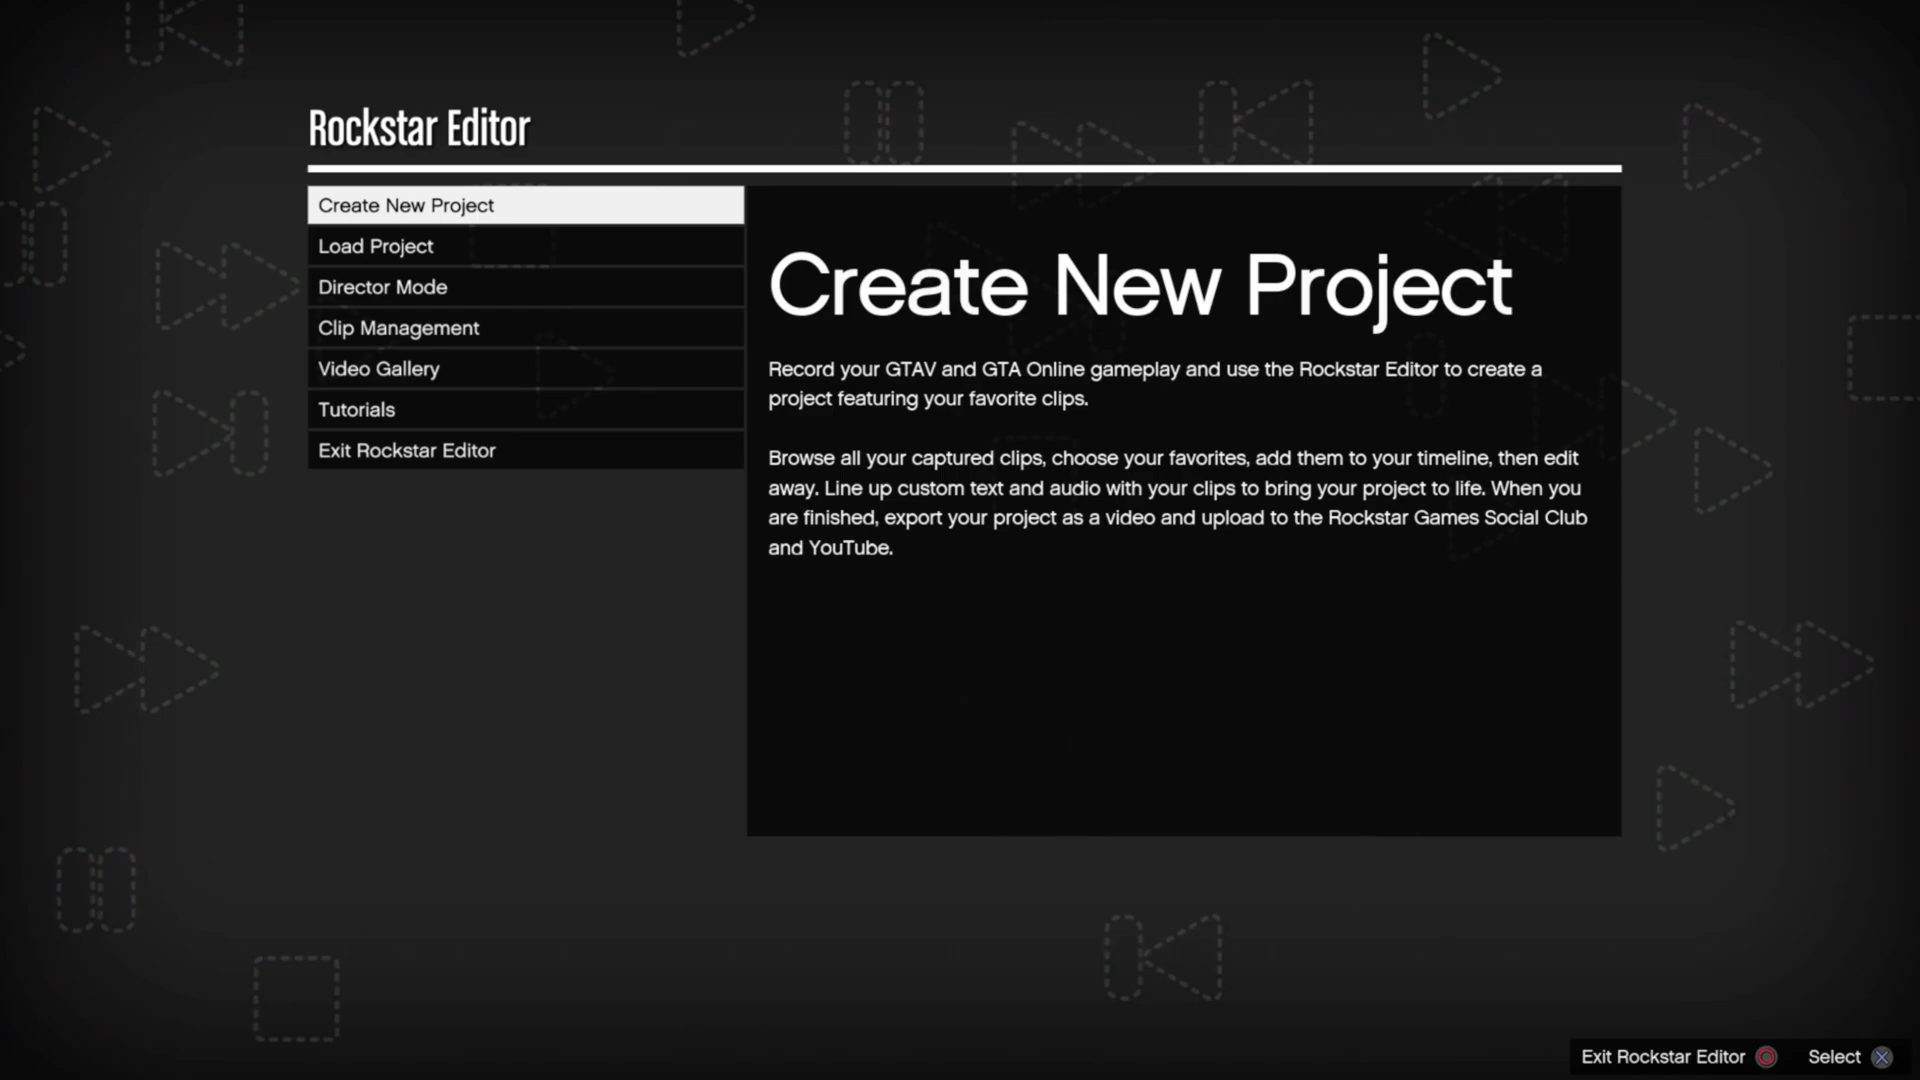 Rockstar Editor
Create New Project
Load Project
Director Mode
Clip Management
Video Gallery
Tutorials
Exit Rockstar Editor
Create New Project
Record your GTAV and GTA Online gameplay and use the Rockstar Editor to create a
project featuring your favorite clips.
Browse all your captured clips, choose your favorites, add them to your timeline, then edit
away. Line up custom text and audio with your clips to bring your project to life. When you
are finished, export your project as a video and upload to the Rockstar Games Social Club
and YouTube.
Exit Rockstar Editor Select